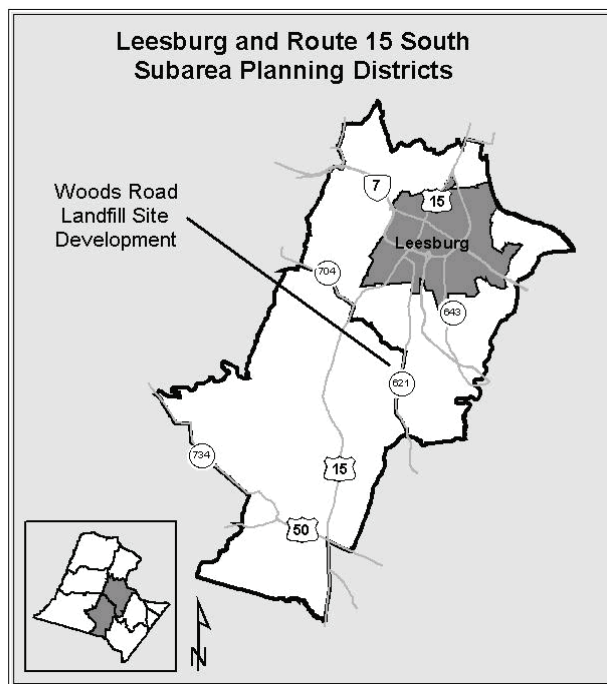 Leesburg and Route 15 South
Subarea Planning Districts
Woods Road
Landfill Site
Development
7
15
Leesburg
704
643
621
734
15
50
N